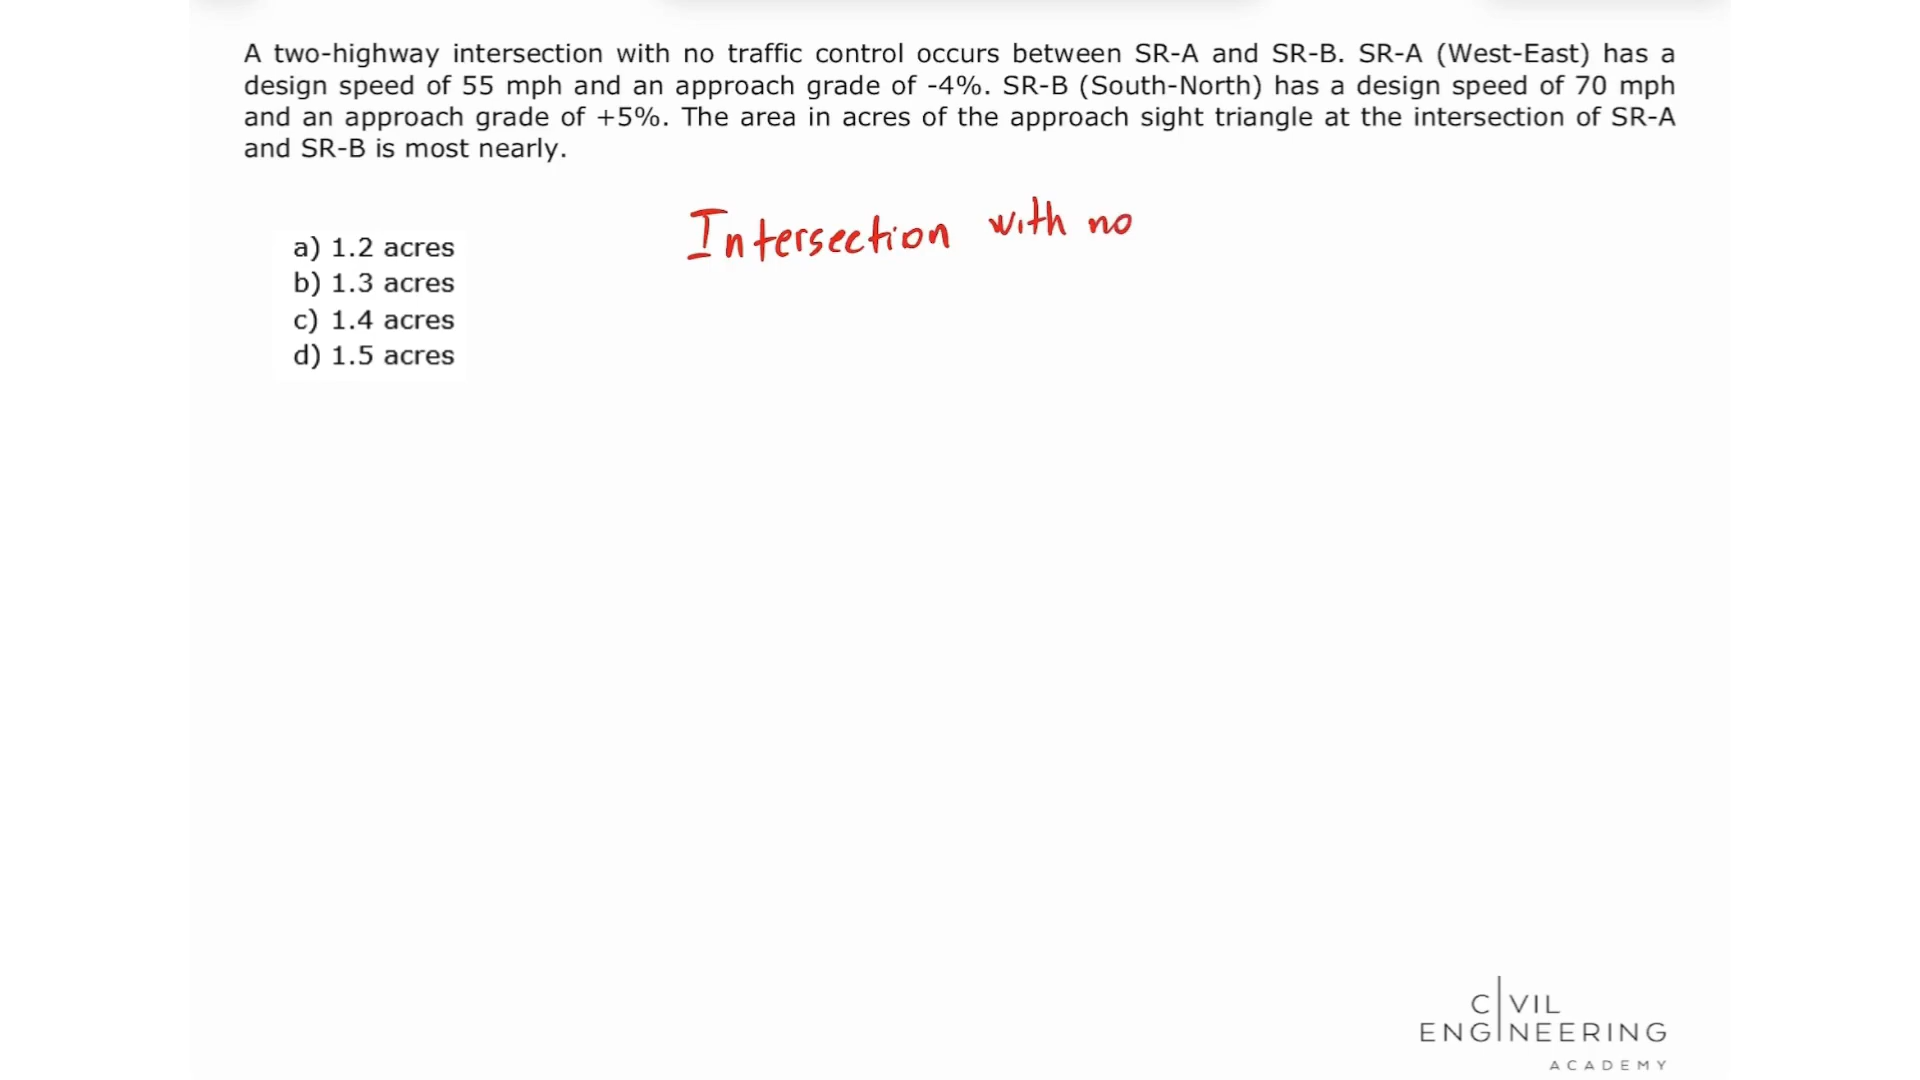 A two-highway intersection with no traffic control occurs between SR-A and SR-B. SR-A (West-East) has a
design speed of 55 mph and an approach grade of -4%. SR-B (South-North) has a design speed of 70 mph
and an approach grade of +5%. The area in acres of the approach sight triangle at the intersection of SR-A
and SR-B is most nearly.
Intersection with no
a) 1.2 acres
b) 1.3 acres
c) 1.4 acres
d) 1.5 acres
CIVIL
ENGINEERING
ACADEMY